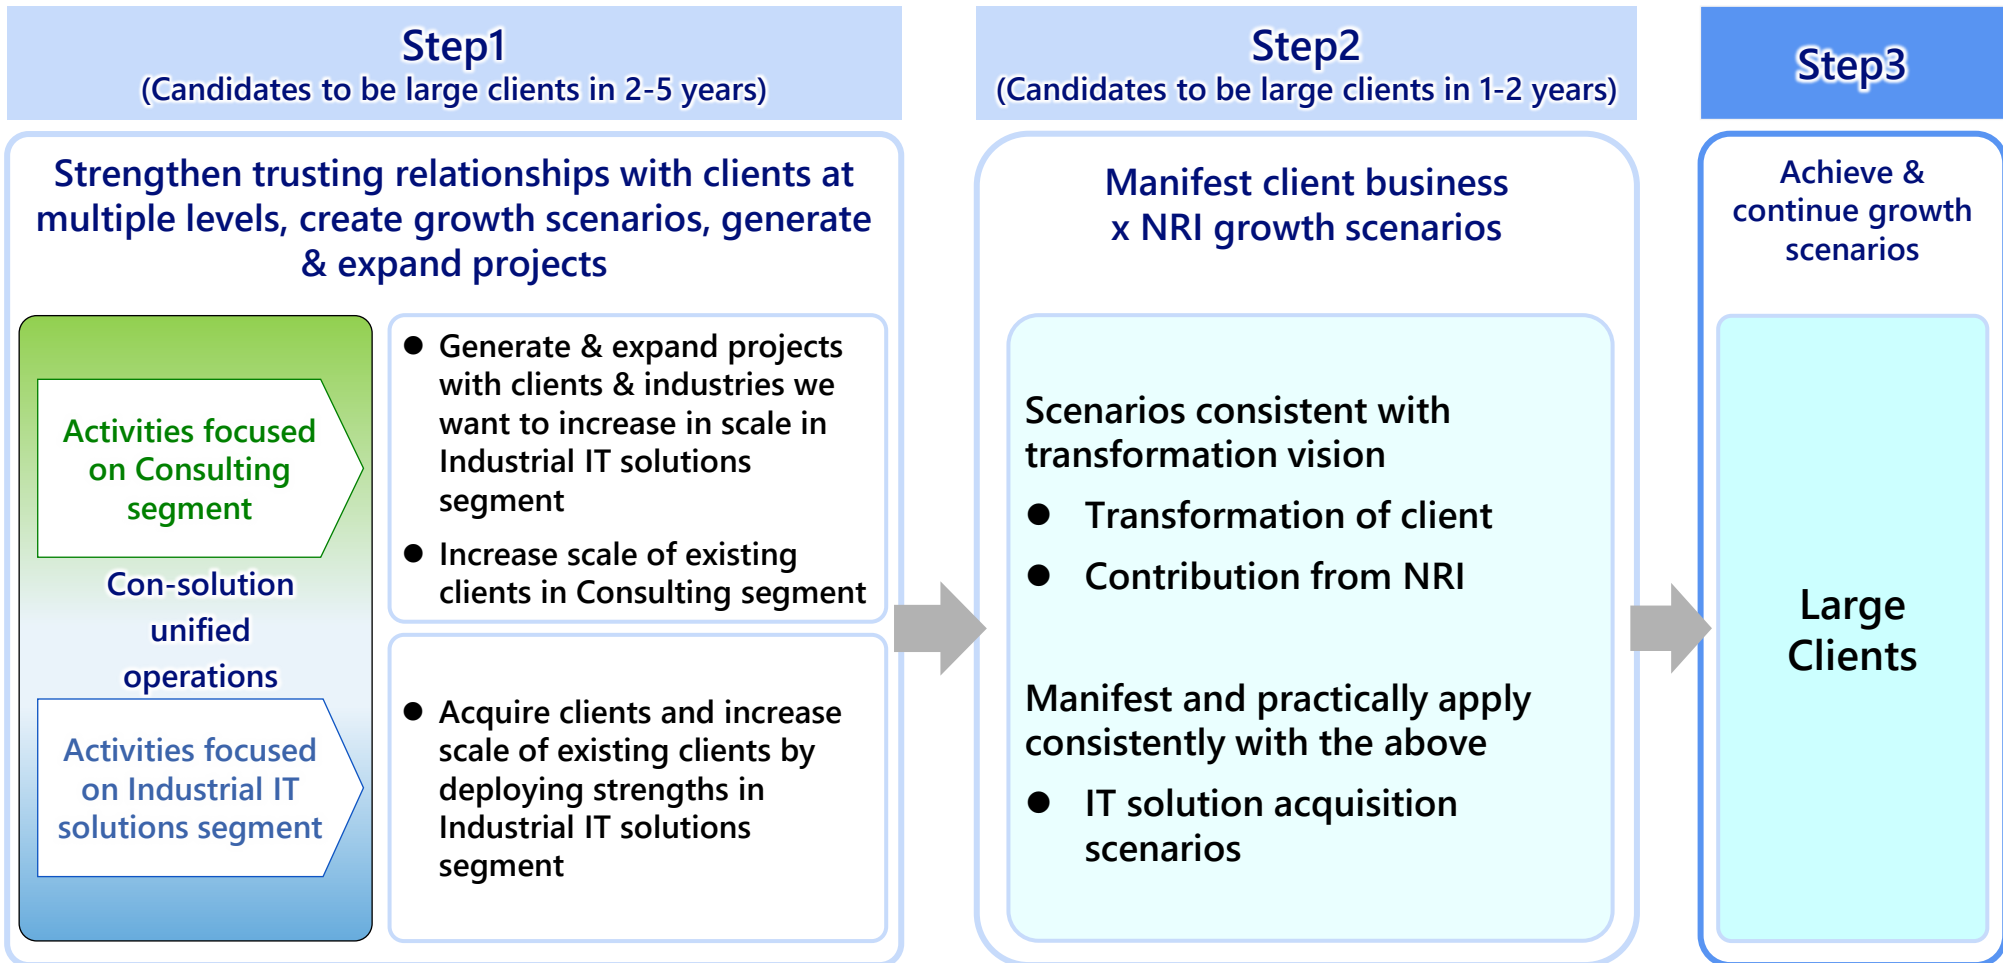 Step1
(Candidates to be large clients in 2-5 years)
Strengthen trusting relationships with clients at
multiple levels, create growth scenarios, generate
& expand projects
Activities focused
on Consulting
segment
Con-solution
unified
operations
Activities focused
on Industrial IT
solutions segment
● Generate & expand projects
with clients & industries we
want to increase in scale in
Industrial IT solutions
segment
● Increase scale of existing
clients in Consulting segment
● Acquire clients and increase
scale of existing clients by
deploying strengths in
Industrial IT solutions
segment
Step2
(Candidates to be large clients in 1-2 years)
Manifest client business
x NRI growth scenarios
Scenarios consistent with
transformation vision
● Transformation of client
● Contribution from NRI
Manifest and practically apply
consistently with the above
● IT solution acquisition
scenarios
Step3
Achieve &
continue growth
scenarios
Large
Clients